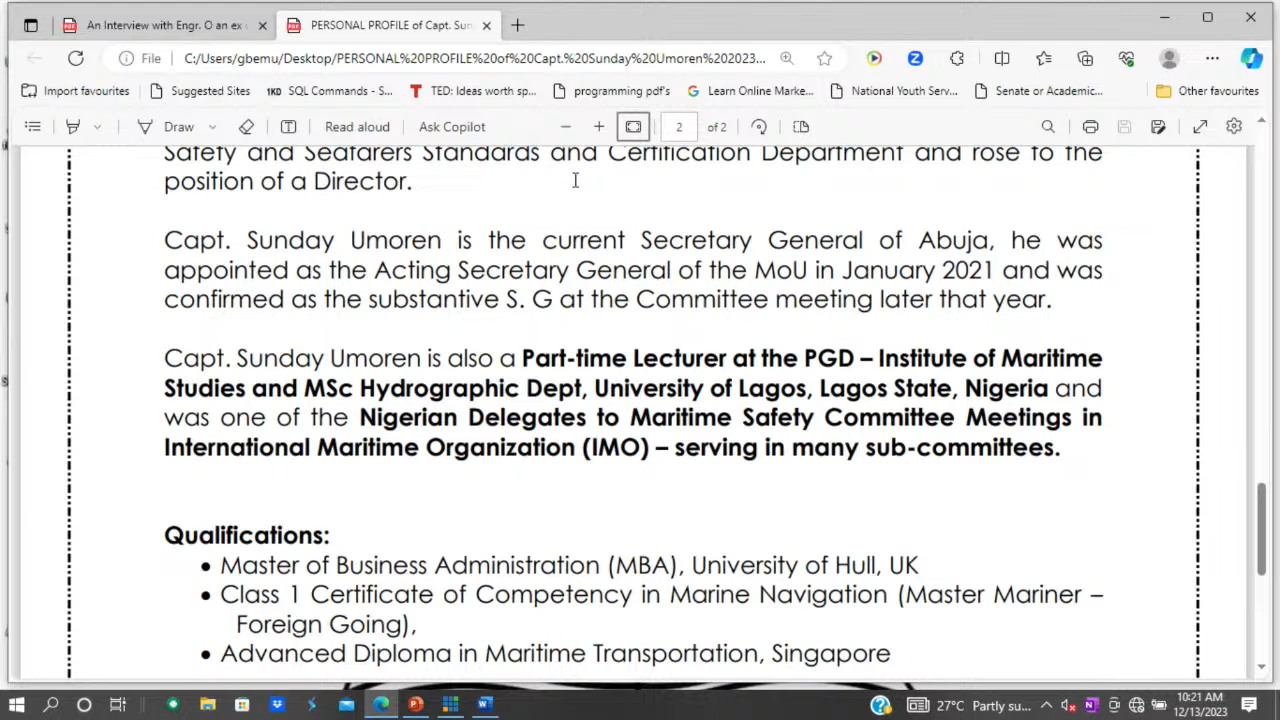 An Interview with Engr. O an ex
PERSONAL PROFILE of Capt. Sun
File
C:/Users/gbemu/Desktop/PERSONAL%20PROFILE%20of%20Capt.%20Sunday%20Umoren%202023...
Import favourites
Suggested Sites
1KD SQL Commands - S...
TED: Ideas worth sp...
programming pdf's
Learn Online Marke...
National Youth Serv...
Senate or Academic...
Other favourites
Draw
Read aloud
Ask Copilot
2 of 2
Safety and Seafarers Standards and Certification Department and rose to the
position of a Director.
Capt. Sunday Umoren is the current Secretary General of Abuja, he was
appointed as the Acting Secretary General of the MoU in January 2021 and was
confirmed as the substantive S. G at the Committee meeting later that year.
Capt. Sunday Umoren is also a Part-time Lecturer at the PGD – Institute of Maritime
Studies and MSc Hydrographic Dept, University of Lagos, Lagos State, Nigeria and
was one of the Nigerian Delegates to Maritime Safety Committee Meetings in
International Maritime Organization (IMO) – serving in many sub-committees.
Qualifications:
• Master of Business Administration (MBA), University of Hull, UK
• Class 1 Certificate of Competency in Marine Navigation (Master Mariner –
Foreign Going),
• Advanced Diploma in Maritime Transportation, Singapore
27°C Partly su...
10:21 AM
12/13/2023